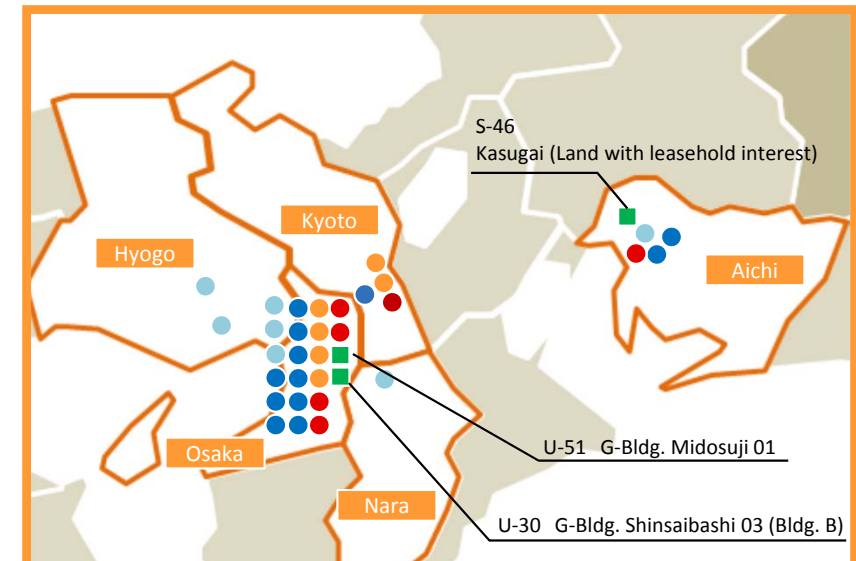 S-46
Kasugai (Land with leasehold interest)
Kyoto
Hyogo
Aichi
U-51 G-Bldg. Midosuji 01
Osaka
Nara
U-30 G-Bldg. Shinsaibashi 03 (Bldg. B)